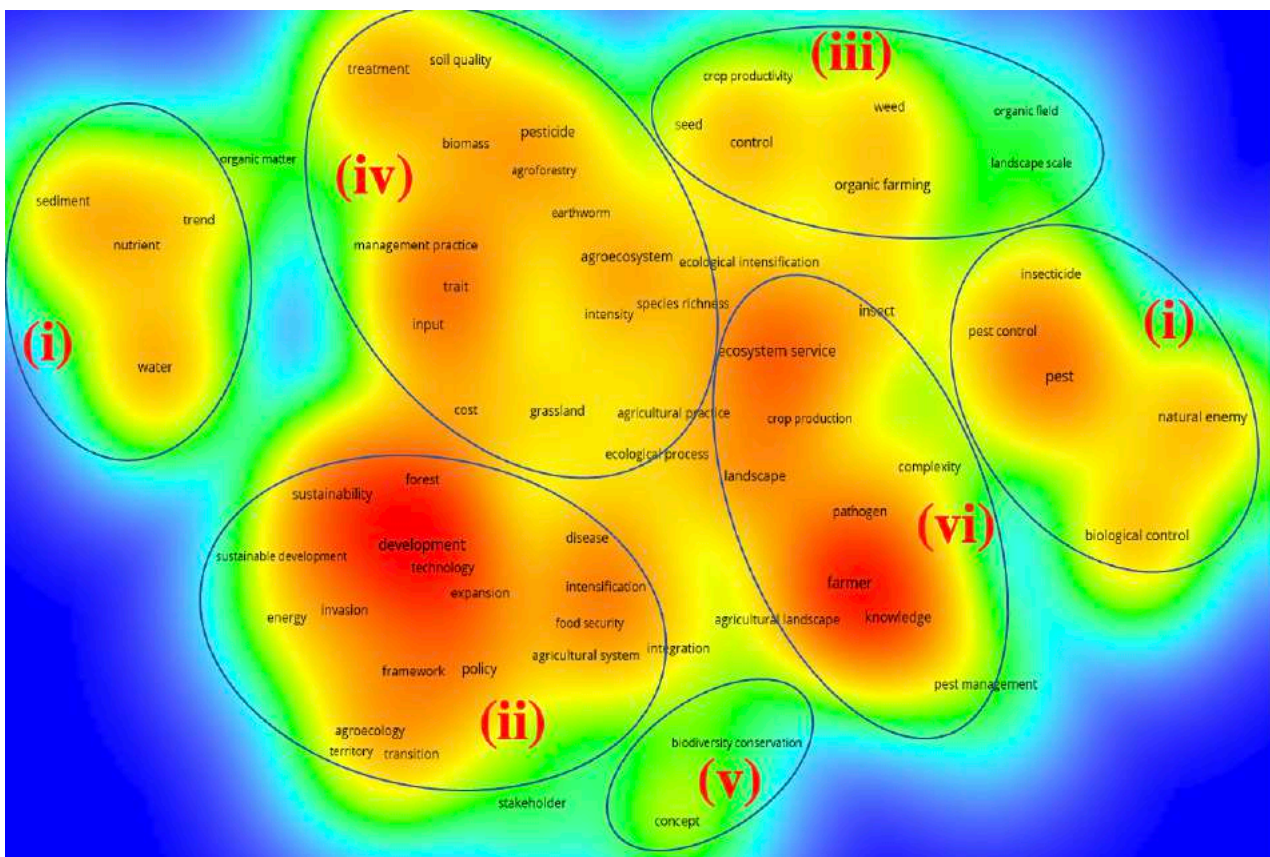 (iii)
soil quality
treatment
crop productivity
weed
organic field
seed
pesticide
control
biomass
organic matter
landscape scale
agroforestry
(iv)
organic farming
sediment
earthworm
trend
nutrient
management practice
agroecosystem
ecological intensification
insecticide
trait
species richness
insect
intensity
input
(i)
pest control
(i)
ecosystem service
water
pest
cost
grassland
agricultural practice
crop production
natural enemy
ecological process
complexity
landscape
forest
sustainability
pathogen
(vi)
biological control
disease
development
sustainable development
technology
farmer
intensification
expansion
invasion
energy
knowledge
agricultural landscape
food security
integration
agricultural system
policy
framework
pest management
(ii)
agroecology
biodiversity conservation
territory
transition
(v)
stakeholder
concept